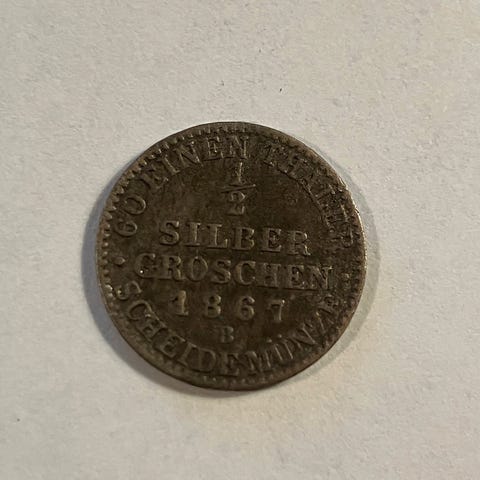 60 EINEN THALER
1/2
SILBER
GROSCHEN
1867
B
SCHEIDEMÜNZE